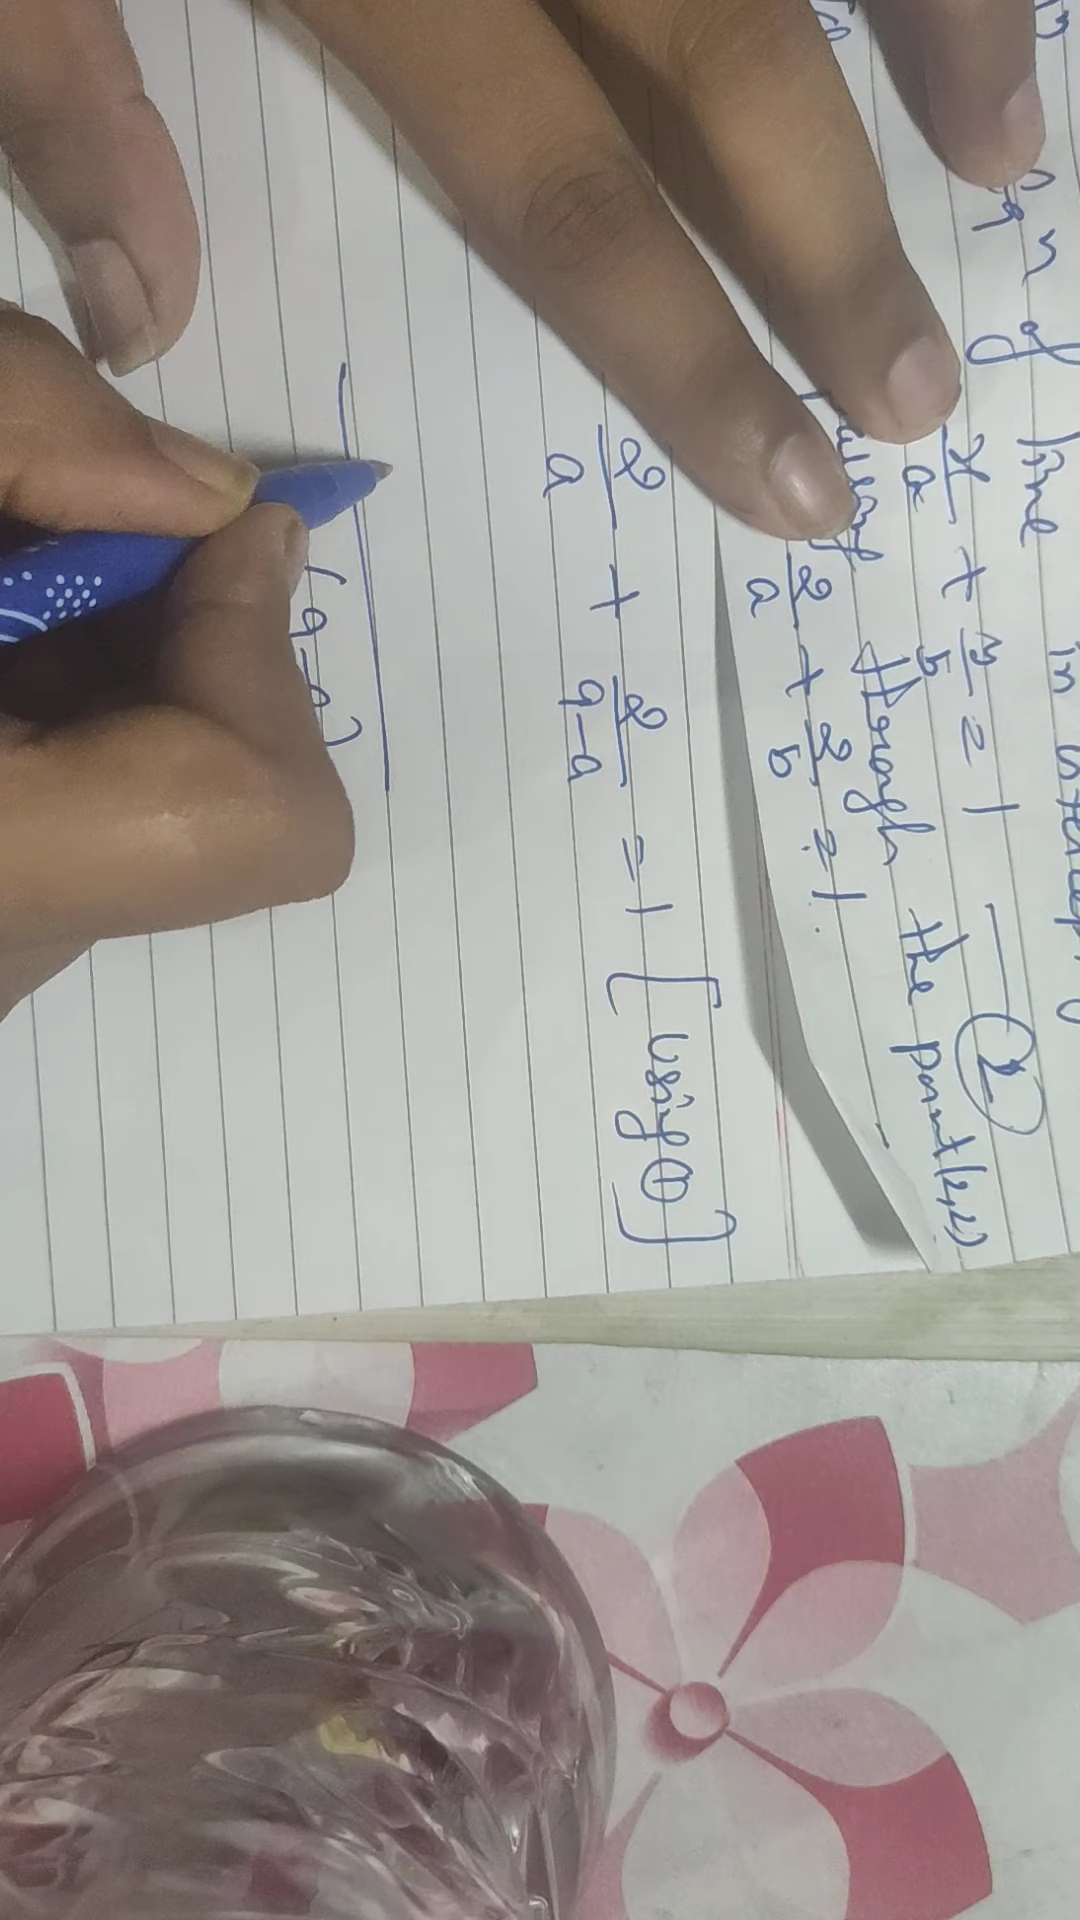 Eqn of line in intercept
x/a + y/b = 1 — (2)
passing through the point (2,2)
2/a + 2/b = 1
2/a + 2/9-a = 1 [using (1)]
(9-a)